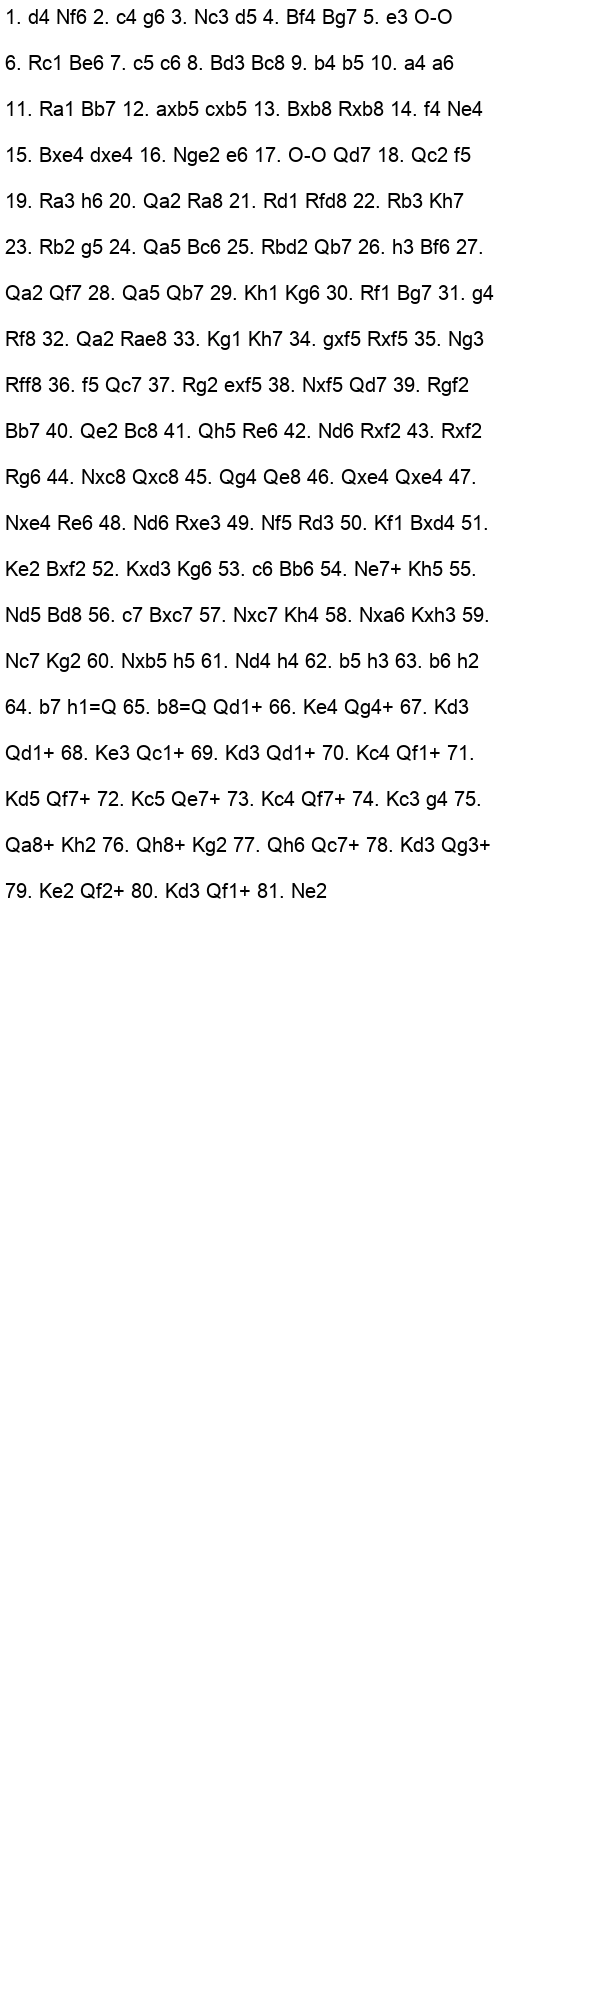 1. d4 Nf6 2. c4 g6 3. Nc3 d5 4. Bf4 Bg7 5. e3 O-O
6. Rc1 Be6 7. c5 c6 8. Bd3 Bc8 9. b4 b5 10. a4 a6
11. Ra1 Bb7 12. axb5 cxb5 13. Bxb8 Rxb8 14. f4 Ne4
15. Bxe4 dxe4 16. Nge2 e6 17. O-O Qd7 18. Qc2 f5
19. Ra3 h6 20. Qa2 Ra8 21. Rd1 Rfd8 22. Rb3 Kh7
23. Rb2 g5 24. Qa5 Bc6 25. Rbd2 Qb7 26. h3 Bf6 27.
Qa2 Qf7 28. Qa5 Qb7 29. Kh1 Kg6 30. Rf1 Bg7 31. g4
Rf8 32. Qa2 Rae8 33. Kg1 Kh7 34. gxf5 Rxf5 35. Ng3
Rff8 36. f5 Qc7 37. Rg2 exf5 38. Nxf5 Qd7 39. Rgf2
Bb7 40. Qe2 Bc8 41. Qh5 Re6 42. Nd6 Rxf2 43. Rxf2
Rg6 44. Nxc8 Qxc8 45. Qg4 Qe8 46. Qxe4 Qxe4 47.
Nxe4 Re6 48. Nd6 Rxe3 49. Nf5 Rd3 50. Kf1 Bxd4 51.
Ke2 Bxf2 52. Kxd3 Kg6 53. c6 Bb6 54. Ne7+ Kh5 55.
Nd5 Bd8 56. c7 Bxc7 57. Nxc7 Kh4 58. Nxa6 Kxh3 59.
Nc7 Kg2 60. Nxb5 h5 61. Nd4 h4 62. b5 h3 63. b6 h2
64. b7 h1=Q 65. b8=Q Qd1+ 66. Ke4 Qg4+ 67. Kd3
Qd1+ 68. Ke3 Qc1+ 69. Kd3 Qd1+ 70. Kc4 Qf1+ 71.
Kd5 Qf7+ 72. Kc5 Qe7+ 73. Kc4 Qf7+ 74. Kc3 g4 75.
Qa8+ Kh2 76. Qh8+ Kg2 77. Qh6 Qc7+ 78. Kd3 Qg3+
79. Ke2 Qf2+ 80. Kd3 Qf1+ 81. Ne2